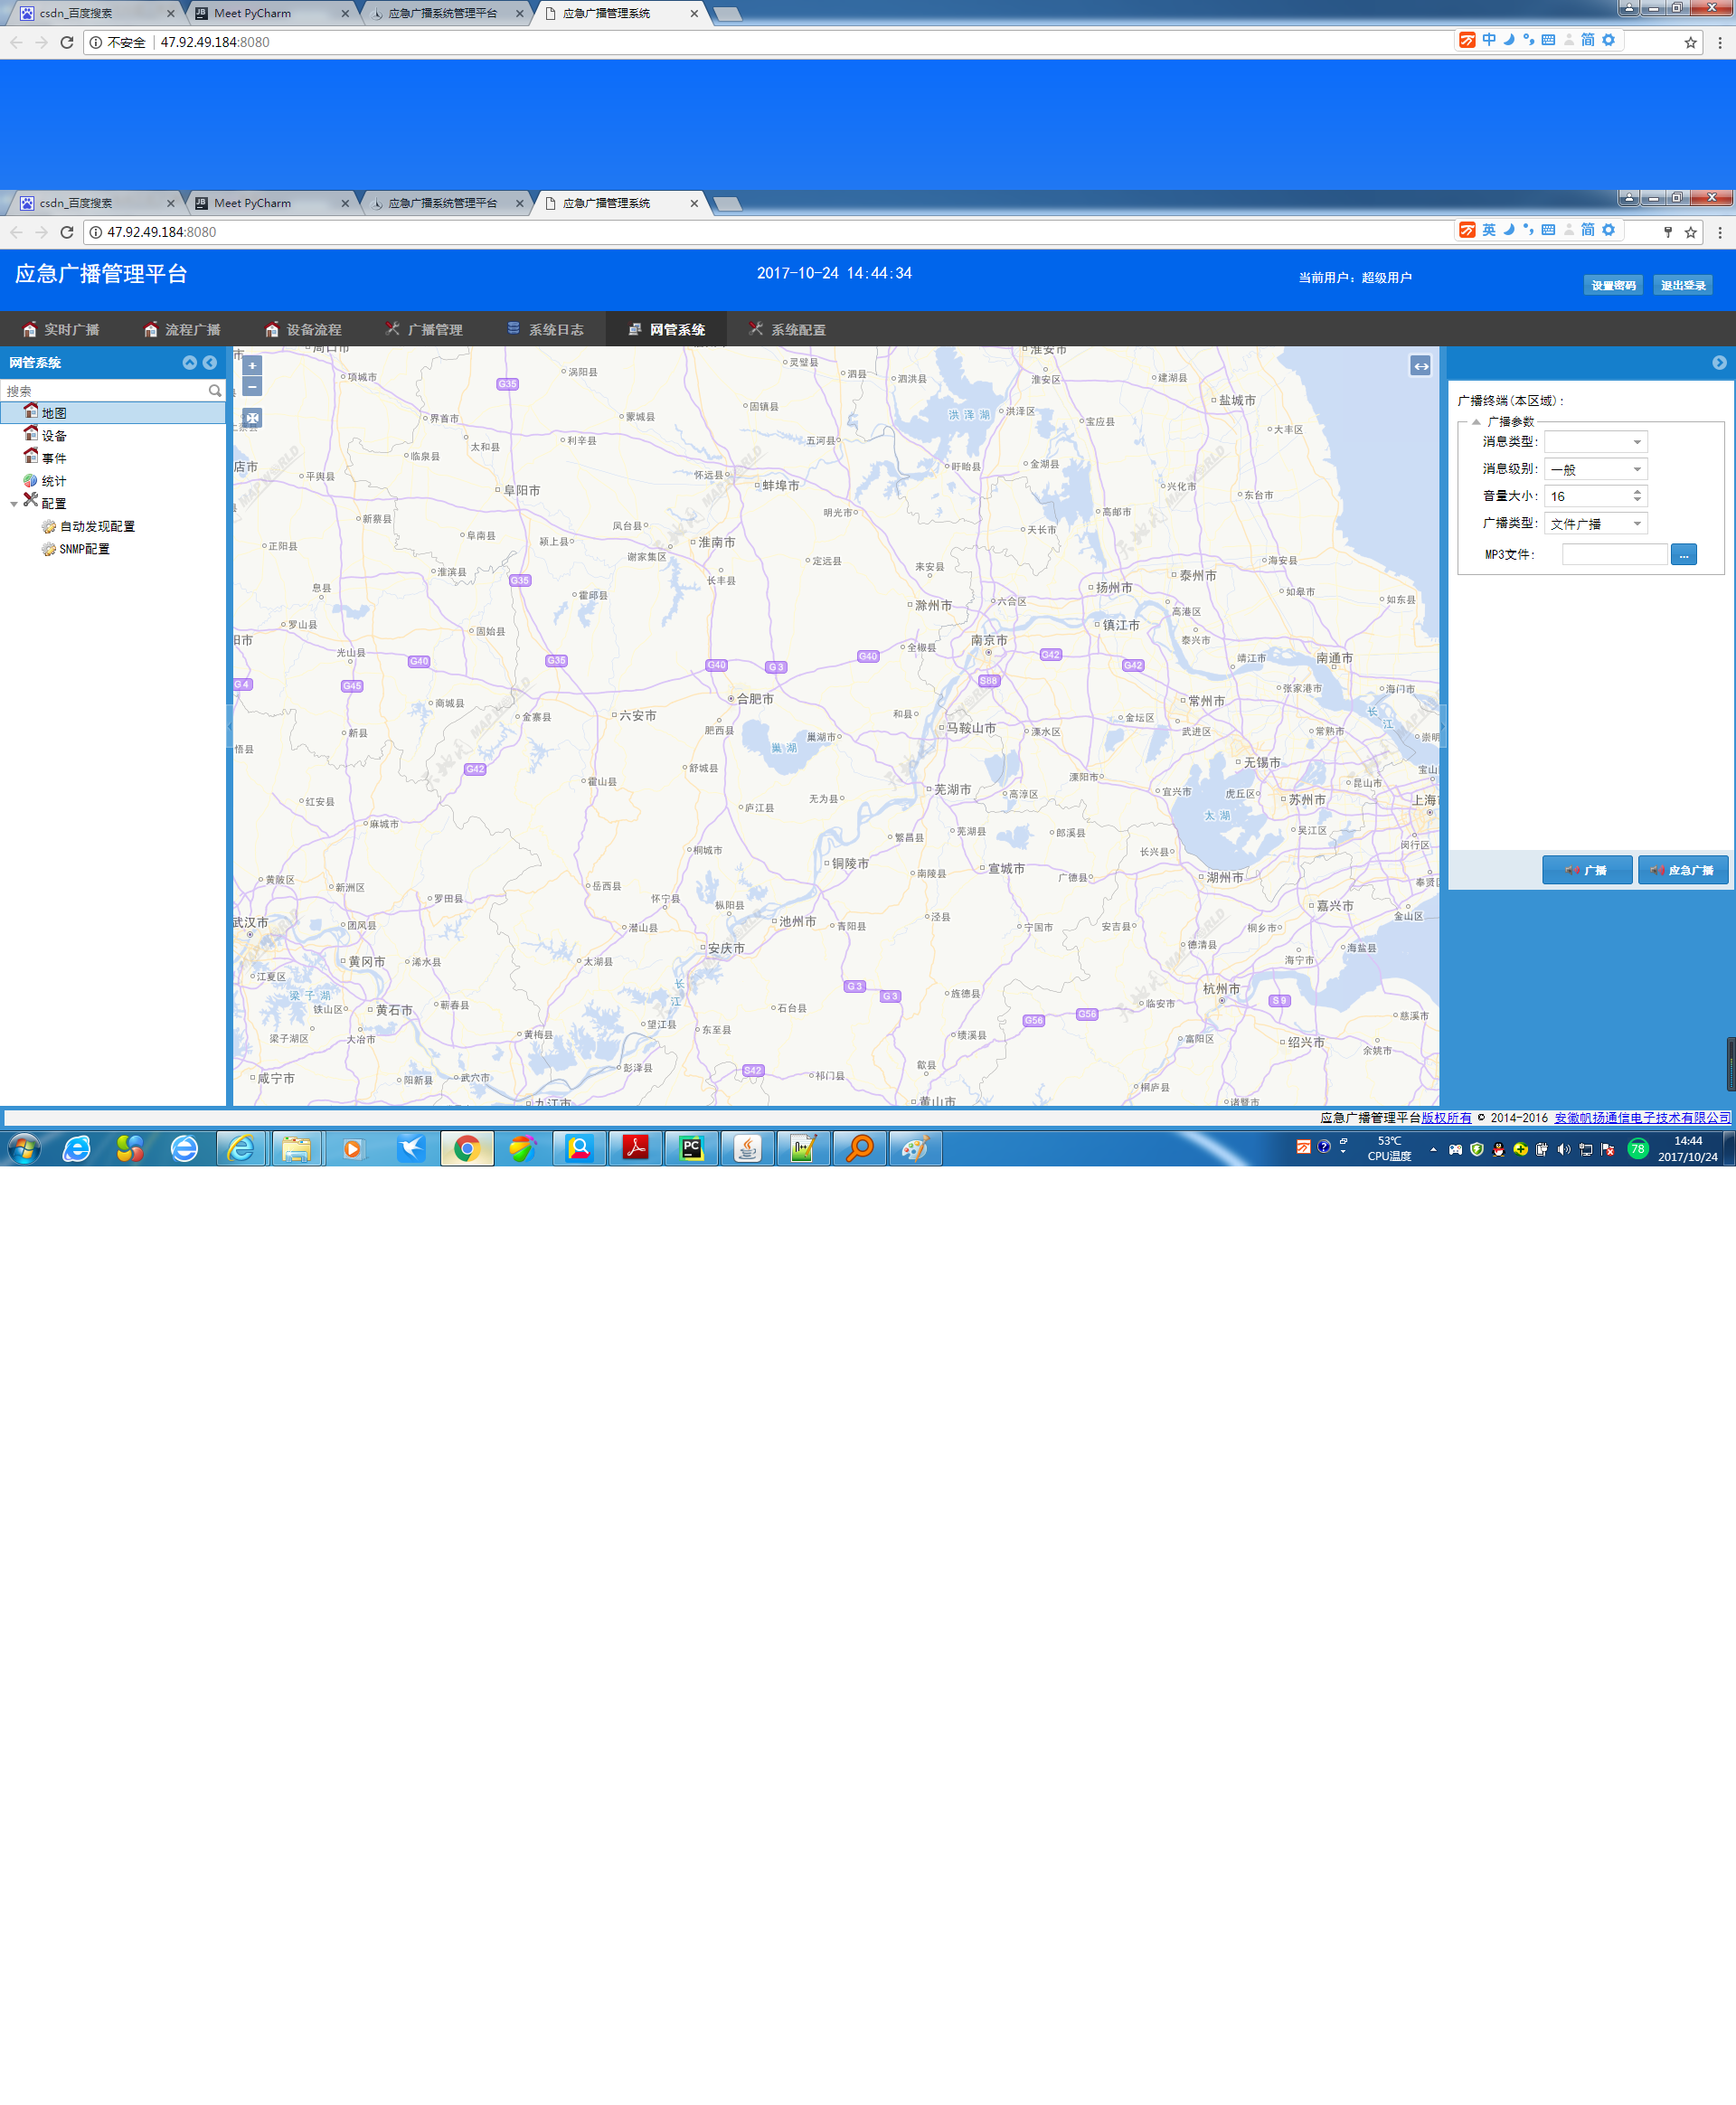 csdn_百度搜索 Meet PyCharm 应急广播系统管理平台 应急广播管理系统
不安全 47.92.49.184:8080 中 简
csdn_百度搜索 Meet PyCharm 应急广播系统管理平台 应急广播管理系统
47.92.49.184:8080 英 简
应急广播管理平台 2017-10-24 14:44:34 当前用户: 超级用户 设置密码 退出登录
实时广播 流程广播 设备流程 广播管理 系统日志 网管系统 系统配置
网管系统
搜索
地图
设备
事件
统计
配置
自动发现配置
SNMP配置
周口市 淮安市
项城市 G35 涡阳县 灵璧县 泗县 泗洪县 淮安区 建湖县
界首市 蒙城县 固镇县 洪泽湖 洪泽区 宝应县 盐城市
太和县 利辛县 五河县 大丰区
店市 临泉县 平舆县 阜阳市 怀远县 蚌埠市 盱眙县 金湖县 兴化市 东台市
新蔡县 阜南县 凤台县 明光市 天长市 高邮市
正阳县 颍上县 谢家集区 淮南市 定远县 来安县 海安县
息县 淮滨县 G35 霍邱县 长丰县 滁州市 六合区 扬州市 泰州市 如皋市 如东县
罗山县 固始县 南京市 镇江市 高港区 泰兴市
阳市 光山县 G40 G35 G40 G3 G40 全椒县 G42 G42 靖江市 南通市
G4 G45 商城县 金寨县 六安市 合肥市 S88 常州市 张家港市 海门市
新县 肥西县 巢湖 巢湖市 和县 马鞍山市 溧水区 金坛区 武进区 常熟市 长江 崇明
G42 霍山县 舒城县 溧阳市 无锡市 昆山市 宝山
红安县 庐江县 无为县 芜湖市 高淳区 宜兴市 虎丘区 苏州市 上海
麻城市 繁昌县 芜湖县 郎溪县 太湖 吴江区 闵行区
桐城市 铜陵市 宣城市 长兴县
黄陂区 新洲区 岳西县 怀宁县 南陵县 广德县 湖州市 奉贤区
武汉市 罗田县 枞阳县 池州市 泾县 嘉兴市 金山区
团风县 潜山县 安庆市 青阳县 宁国市 安吉县 桐乡市
黄冈市 浠水县 太湖县 德清县 海盐县
江夏区 梁子湖 长江 G3 G3 旌德县 杭州市 海宁市
铁山区 黄石市 蕲春县 石台县 临安市 S9
梁子湖区 大冶市 黄梅县 望江县 东至县 G56 G56 慈溪市
绩溪县 富阳区 绍兴市 余姚市
咸宁市 阳新县 武穴市 彭泽县 S42 祁门县 歙县 桐庐县
九江市 黄山市 诸暨市
广播终端(本区域):
广播参数
消息类型:
消息级别: 一般
音量大小: 16
广播类型: 文件广播
MP3文件: ...
广播 应急广播
应急广播管理平台版权所有 © 2014-2016 安徽帆扬通信电子技术有限公司
53℃
CPU温度
78
14:44
2017/10/24